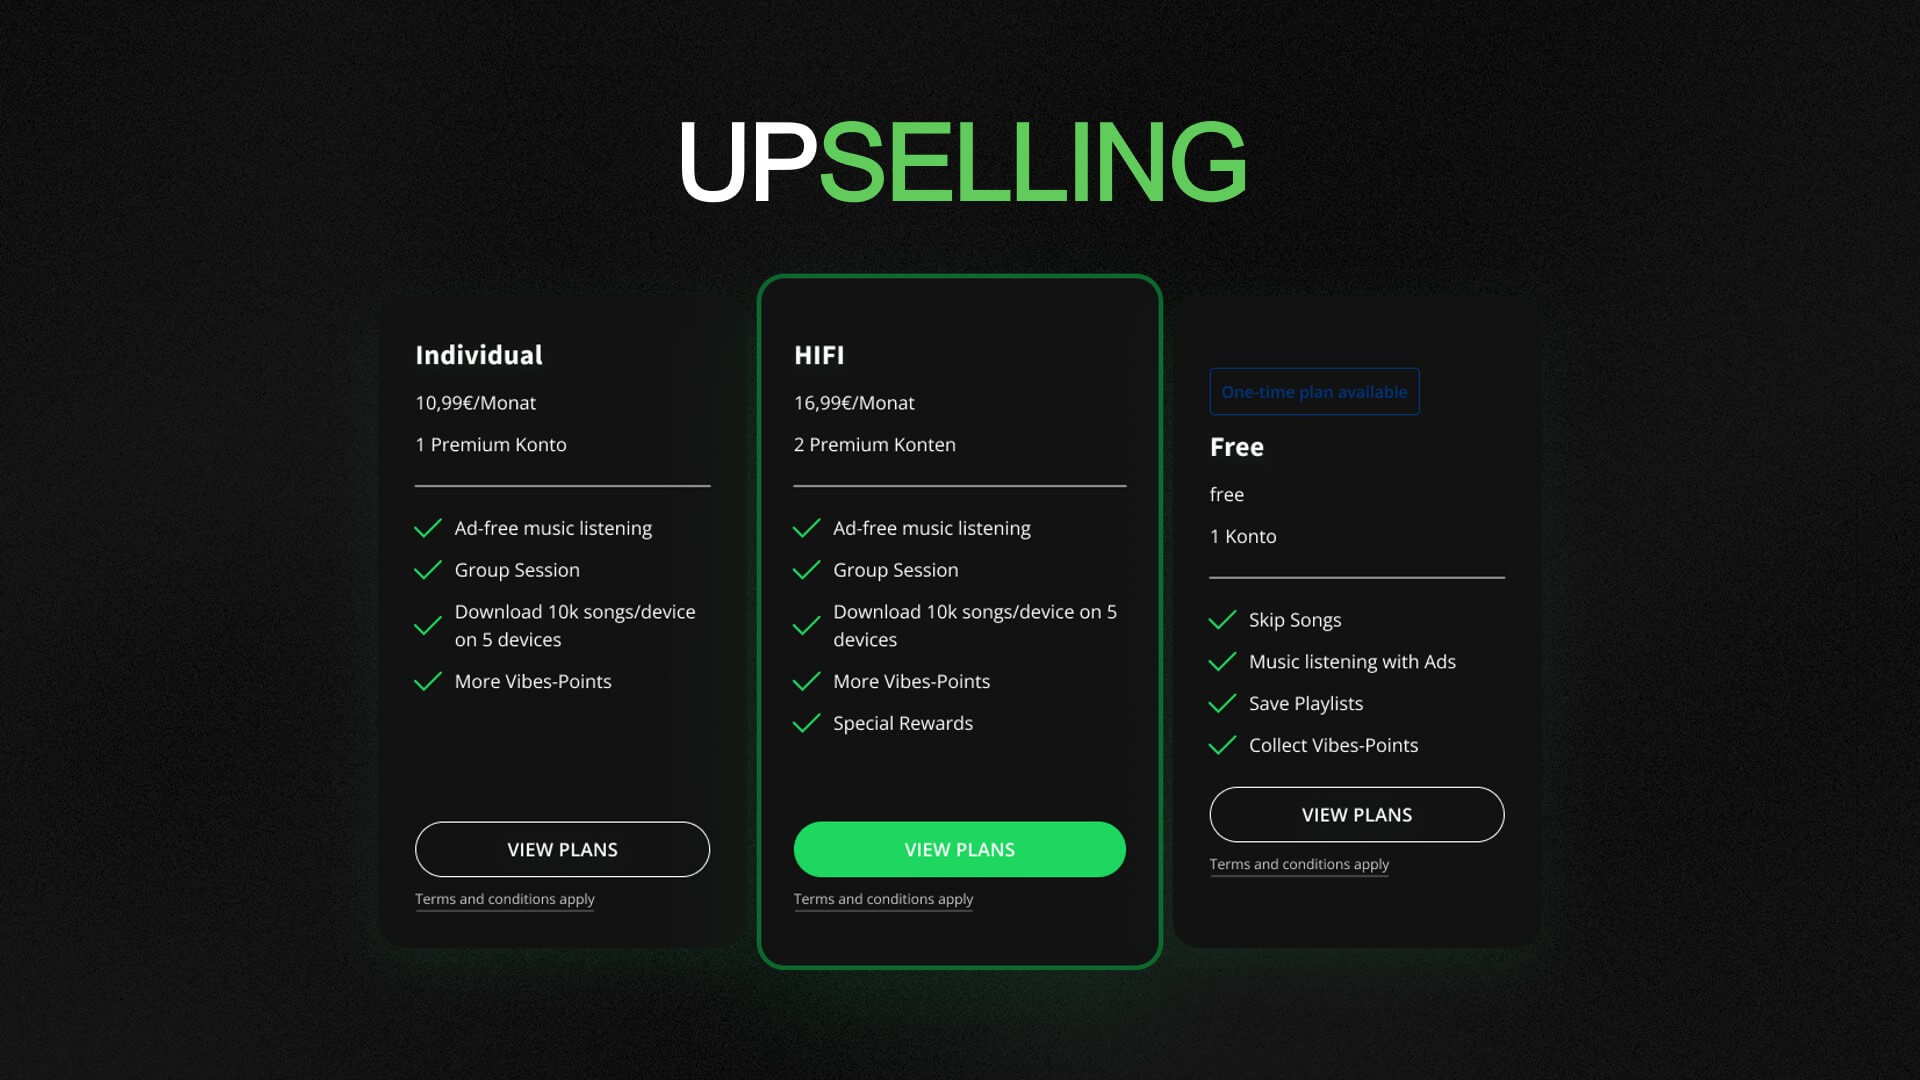 UPSELLING
Individual
10,99€/Monat
1 Premium Konto
Ad-free music listening
Group Session
Download 10k songs/device
on 5 devices
More Vibes-Points
VIEW PLANS
Terms and conditions apply
HIFI
16,99€/Monat
2 Premium Konten
Ad-free music listening
Group Session
Download 10k songs/device on 5
devices
More Vibes-Points
Special Rewards
VIEW PLANS
Terms and conditions apply
One-time plan available
Free
free
1 Konto
Skip Songs
Music listening with Ads
Save Playlists
Collect Vibes-Points
VIEW PLANS
Terms and conditions apply